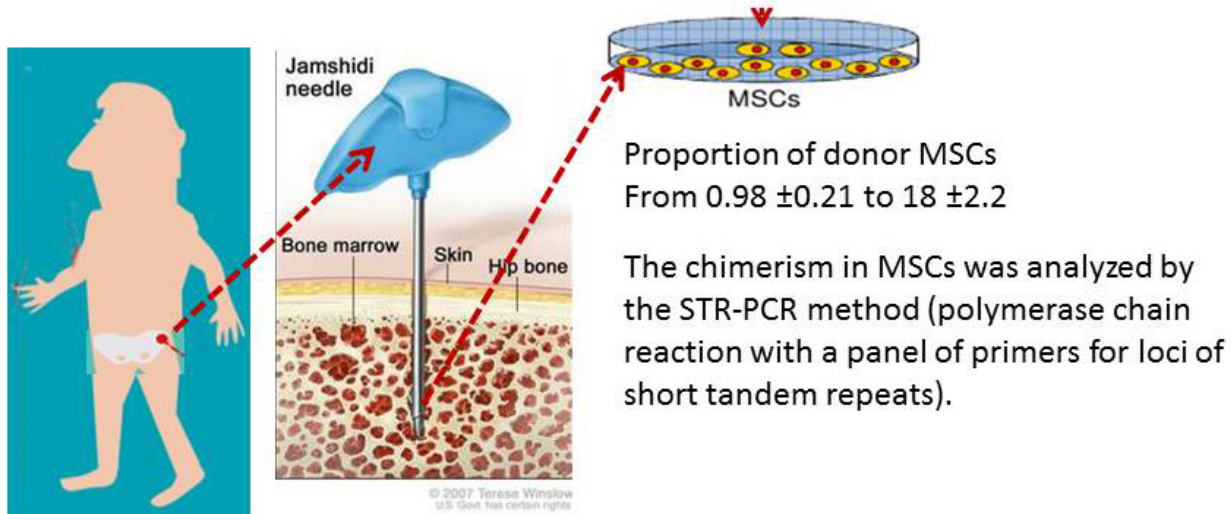 Jamshidi
needle
Bone marrow
Skin
Hip bone
© 2007 Terese Winslow
U.S. Govt. has certain rights
MSCs
Proportion of donor MSCs
From 0.98 ±0.21 to 18 ±2.2
The chimerism in MSCs was analyzed by
the STR-PCR method (polymerase chain
reaction with a panel of primers for loci of
short tandem repeats).